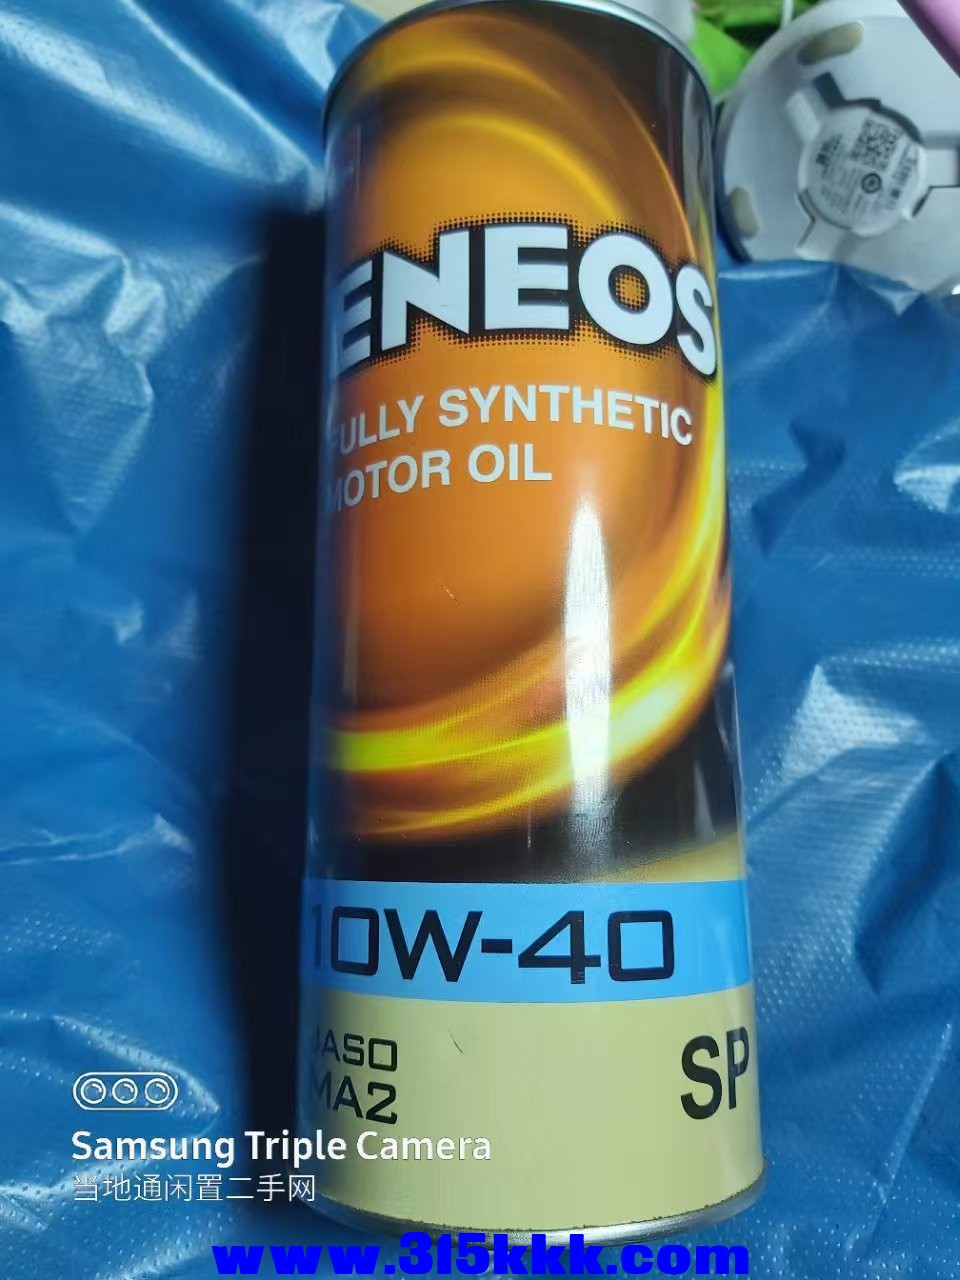 ENEOS
FULLY SYNTHETIC
MOTOR OIL
10W-40
JASO
MA2
SP
Samsung Triple Camera
当地通闲置二手网
www.315kkk.com